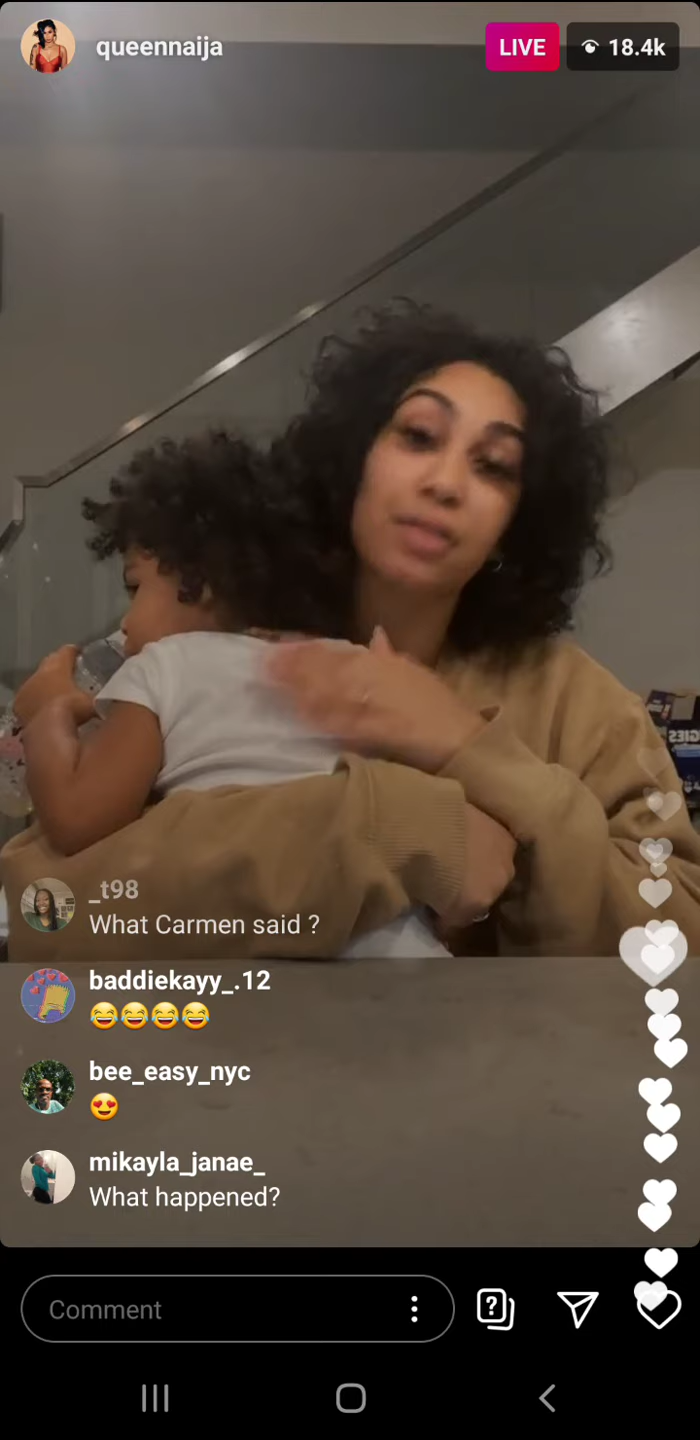 queennaija
LIVE
18.4k
_t98
What Carmen said ?
baddiekayy_.12
😂😂😂😂
bee_easy_nyc
😍
mikayla_janae_
What happened?
Comment